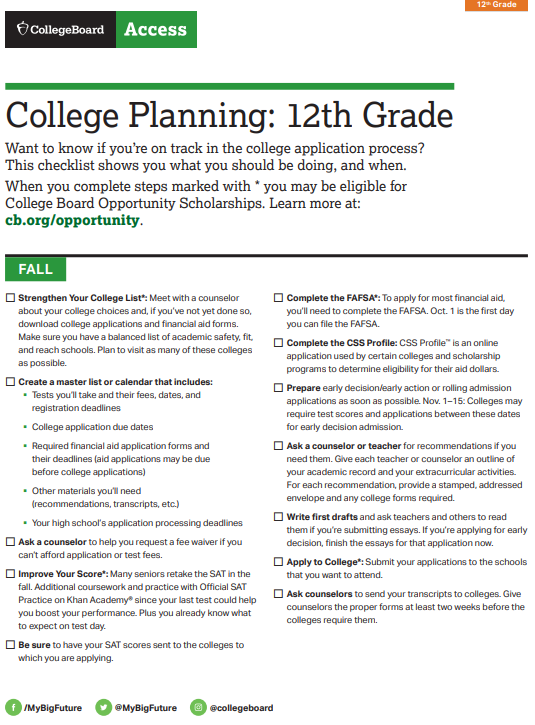 12th Grade
CollegeBoard
Access
College Planning: 12th Grade
Want to know if you’re on track in the college application process?
This checklist shows you what you should be doing, and when.
When you complete steps marked with * you may be eligible for
College Board Opportunity Scholarships. Learn more at:
cb.org/opportunity.
FALL
Strengthen Your College List*: Meet with a counselor
about your college choices and, if you’ve not yet done so,
download college applications and financial aid forms.
Make sure you have a balanced list of academic safety, fit,
and reach schools. Plan to visit as many of these colleges
as possible.
Create a master list or calendar that includes:
▪ Tests you’ll take and their fees, dates, and
registration deadlines
▪ College application due dates
▪ Required financial aid application forms and
their deadlines (aid applications may be due
before college applications)
▪ Other materials you’ll need
(recommendations, transcripts, etc.)
▪ Your high school’s application processing deadlines
Ask a counselor to help you request a fee waiver if you
can’t afford application or test fees.
Improve Your Score*: Many seniors retake the SAT in the
fall. Additional coursework and practice with Official SAT
Practice on Khan Academy® since your last test could help
you boost your performance. Plus you already know what
to expect on test day.
Be sure to have your SAT scores sent to the colleges to
which you are applying.
Complete the FAFSA*: To apply for most financial aid,
you’ll need to complete the FAFSA. Oct. 1 is the first day
you can file the FAFSA.
Complete the CSS Profile: CSS Profile™ is an online
application used by certain colleges and scholarship
programs to determine eligibility for their aid dollars.
Prepare early decision/early action or rolling admission
applications as soon as possible. Nov. 1–15: Colleges may
require test scores and applications between these dates
for early decision admission.
Ask a counselor or teacher for recommendations if you
need them. Give each teacher or counselor an outline of
your academic record and your extracurricular activities.
For each recommendation, provide a stamped, addressed
envelope and any college forms required.
Write first drafts and ask teachers and others to read
them if you’re submitting essays. If you’re applying for early
decision, finish the essays for that application now.
Apply to College*: Submit your applications to the schools
that you want to attend.
Ask counselors to send your transcripts to colleges. Give
counselors the proper forms at least two weeks before the
colleges require them.
/MyBigFuture @MyBigFuture @collegeboard